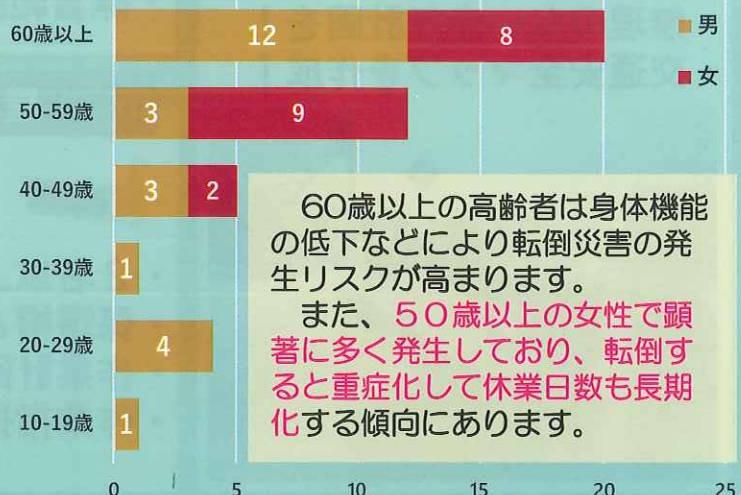 60歳以上 12 8
男
女
50-59歳 3 9
40-49歳 3 2
30-39歳 1
20-29歳 4
10-19歳 1
60歳以上の高齢者は身体機能
の低下などにより転倒災害の発
生リスクが高まります。
また、５０歳以上の女性で顕
著に多く発生しており、転倒す
ると重症化して休業日数も長期
化する傾向にあります。
0 5 10 15 20 25